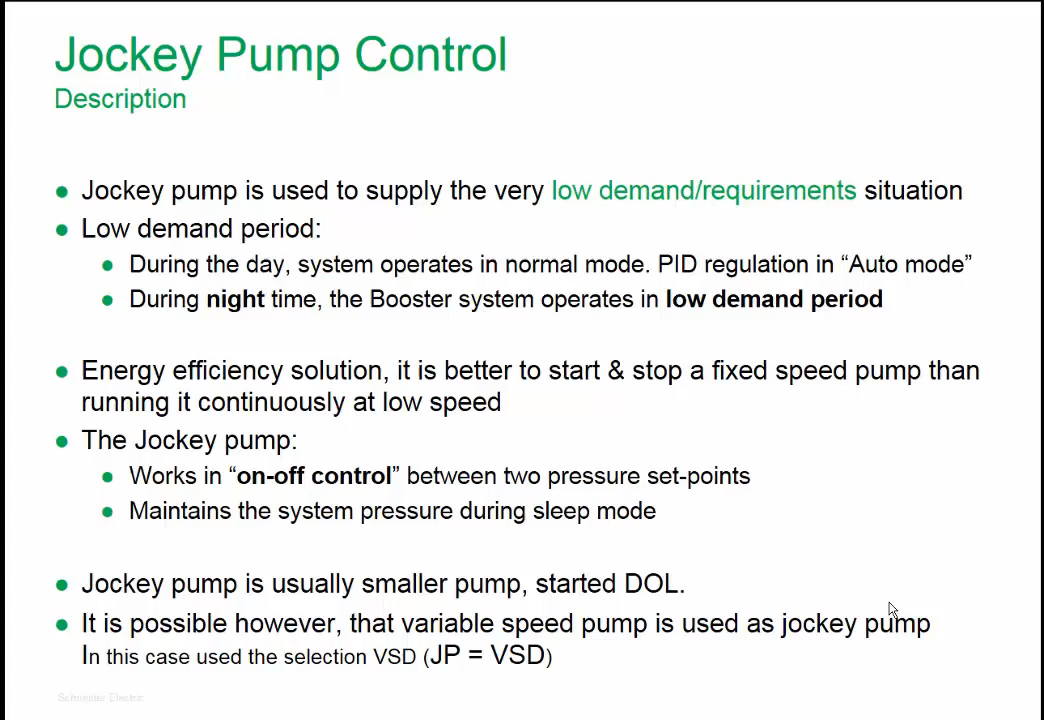 Jockey Pump Control
Description
Jockey pump is used to supply the very low demand/requirements situation
Low demand period:
During the day, system operates in normal mode. PID regulation in “Auto mode”
During night time, the Booster system operates in low demand period
Energy efficiency solution, it is better to start & stop a fixed speed pump than
running it continuously at low speed
The Jockey pump:
Works in “on-off control” between two pressure set-points
Maintains the system pressure during sleep mode
Jockey pump is usually smaller pump, started DOL.
It is possible however, that variable speed pump is used as jockey pump
In this case used the selection VSD (JP = VSD)
Schneider Electric